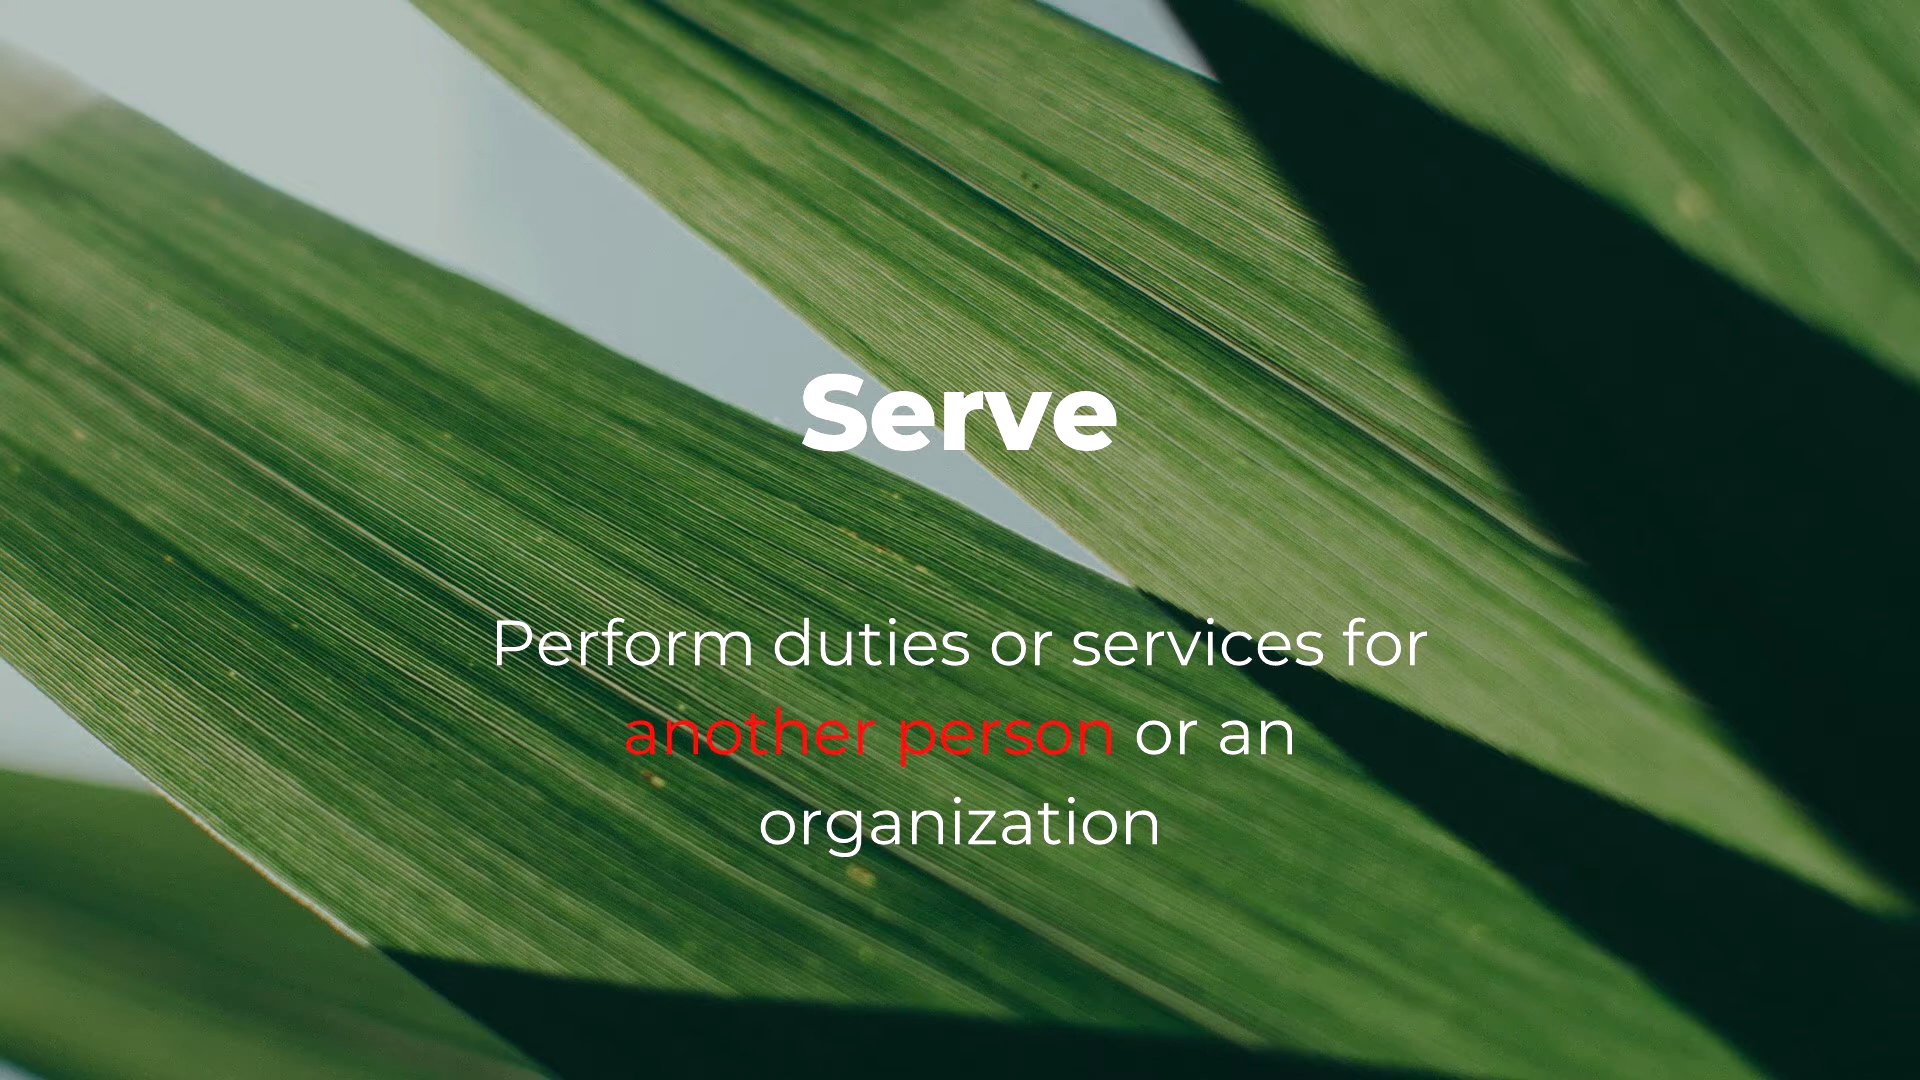 Serve
Perform duties or services for
another person or an
organization